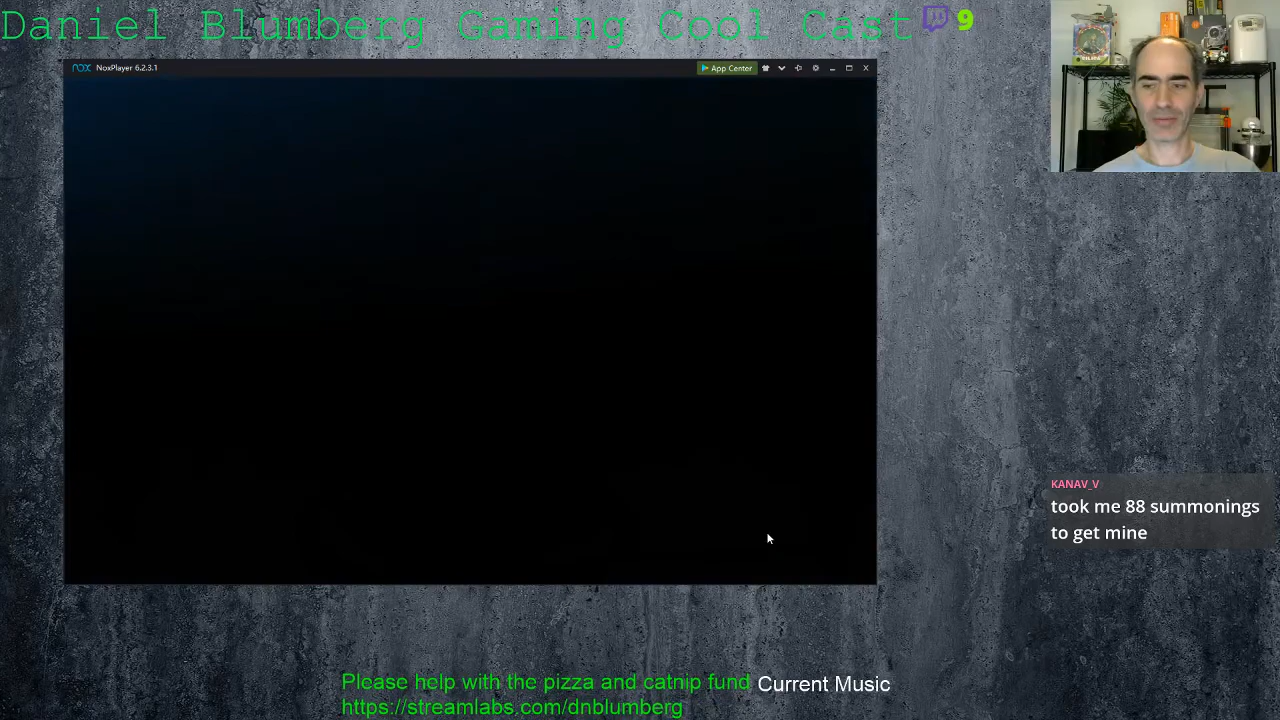 Daniel Blumberg Gaming Cool Cast 9
nox NoxPlayer 6.2.3.1 App Center
KANAV_V
took me 88 summonings
to get mine
Please help with the pizza and catnip fund Current Music
https://streamlabs.com/dnblumberg